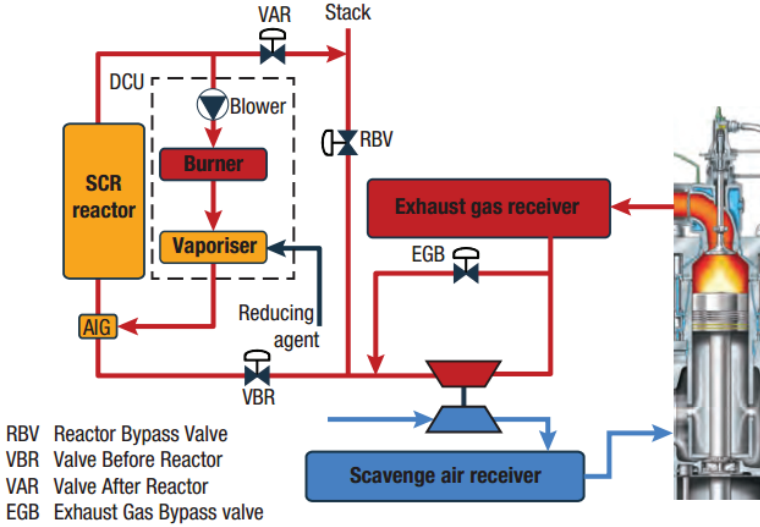 VAR
Stack
DCU
Blower
RBV
Burner
SCR
reactor
Exhaust gas receiver
Vaporiser
EGB
Reducing
agent
AIG
VBR
RBV Reactor Bypass Valve
VBR Valve Before Reactor
VAR Valve After Reactor
EGB Exhaust Gas Bypass valve
Scavenge air receiver